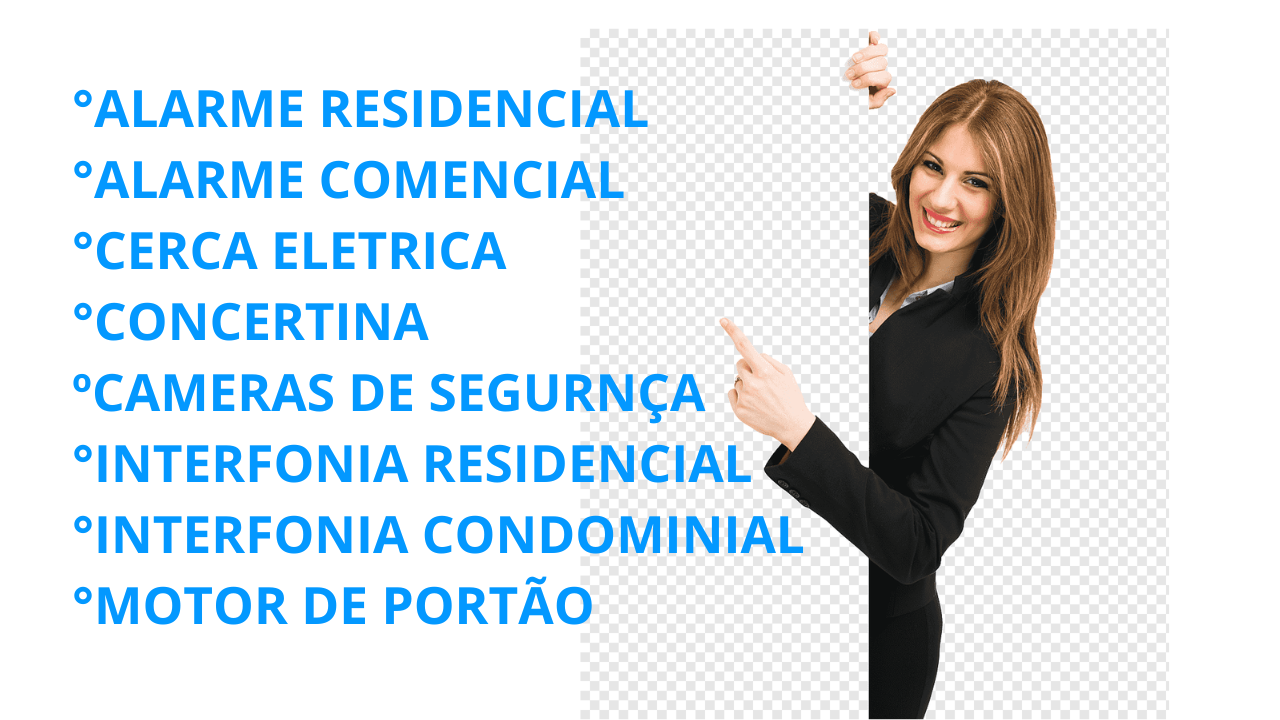 °ALARME RESIDENCIAL
°ALARME COMENCIAL
°CERCA ELETRICA
°CONCERTINA
ºCAMERAS DE SEGURNÇA
°INTERFONIA RESIDENCIAL
°INTERFONIA CONDOMINIAL
°MOTOR DE PORTÃO